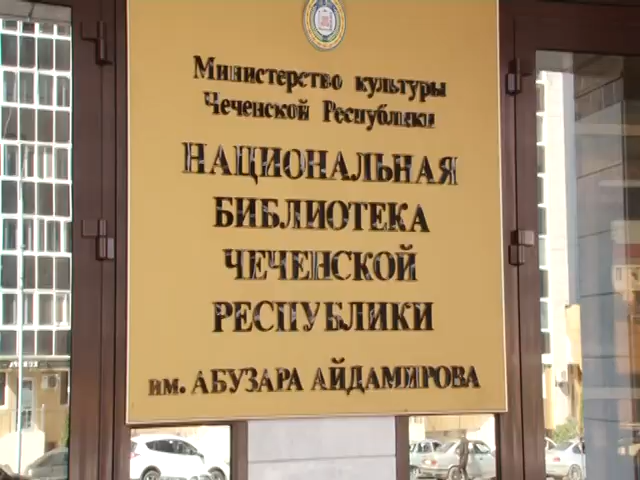 Министерство культуры
Чеченской Республики
НАЦИОНАЛЬНАЯ
БИБЛИОТЕКА
ЧЕЧЕНСКОЙ
РЕСПУБЛИКИ
им. АБУЗАРА АЙДАМИРОВА